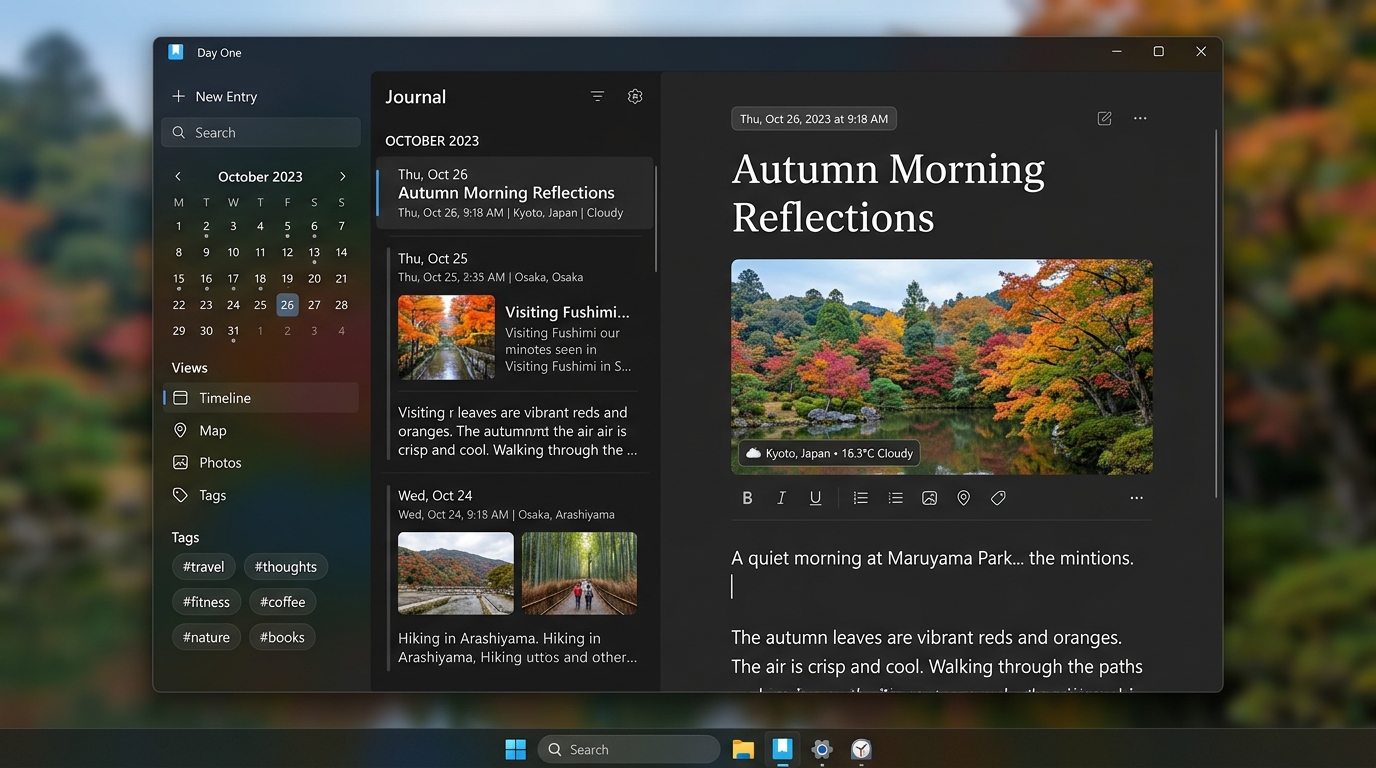 Day One
New Entry
Search
October 2023
M T W T F S S
1 2 3 4 5 6 7
8 9 10 11 12 13 14
15 16 17 18 19 20 21
22 23 24 25 26 27 28
29 30 31 1 2 3 4
Views
Timeline
Map
Photos
Tags
Tags
#travel #thoughts
#fitness #coffee
#nature #books
Journal
OCTOBER 2023
Thu, Oct 26
Autumn Morning Reflections
Thu, Oct 26, 9:18 AM | Kyoto, Japan | Cloudy
Thu, Oct 25
Thu, Oct 25, 2:35 AM | Osaka, Osaka
Visiting Fushimi...
Visiting Fushimi our
minotes seen in
Visiting Fushimi in S...
Visiting r leaves are vibrant reds and
oranges. The autumnmt the air air is
crisp and cool. Walking through the ...
Wed, Oct 24
Wed, Oct 24, 9:18 AM | Osaka, Arashiyama
Hiking in Arashiyama. Hiking in
Arashiyama, Hiking uttos and other...
Thu, Oct 26, 2023 at 9:18 AM
Autumn Morning
Reflections
Kyoto, Japan • 16.3°C Cloudy
B I U
A quiet morning at Maruyama Park... the mintions.
The autumn leaves are vibrant reds and oranges.
The air is crisp and cool. Walking through the paths
Search